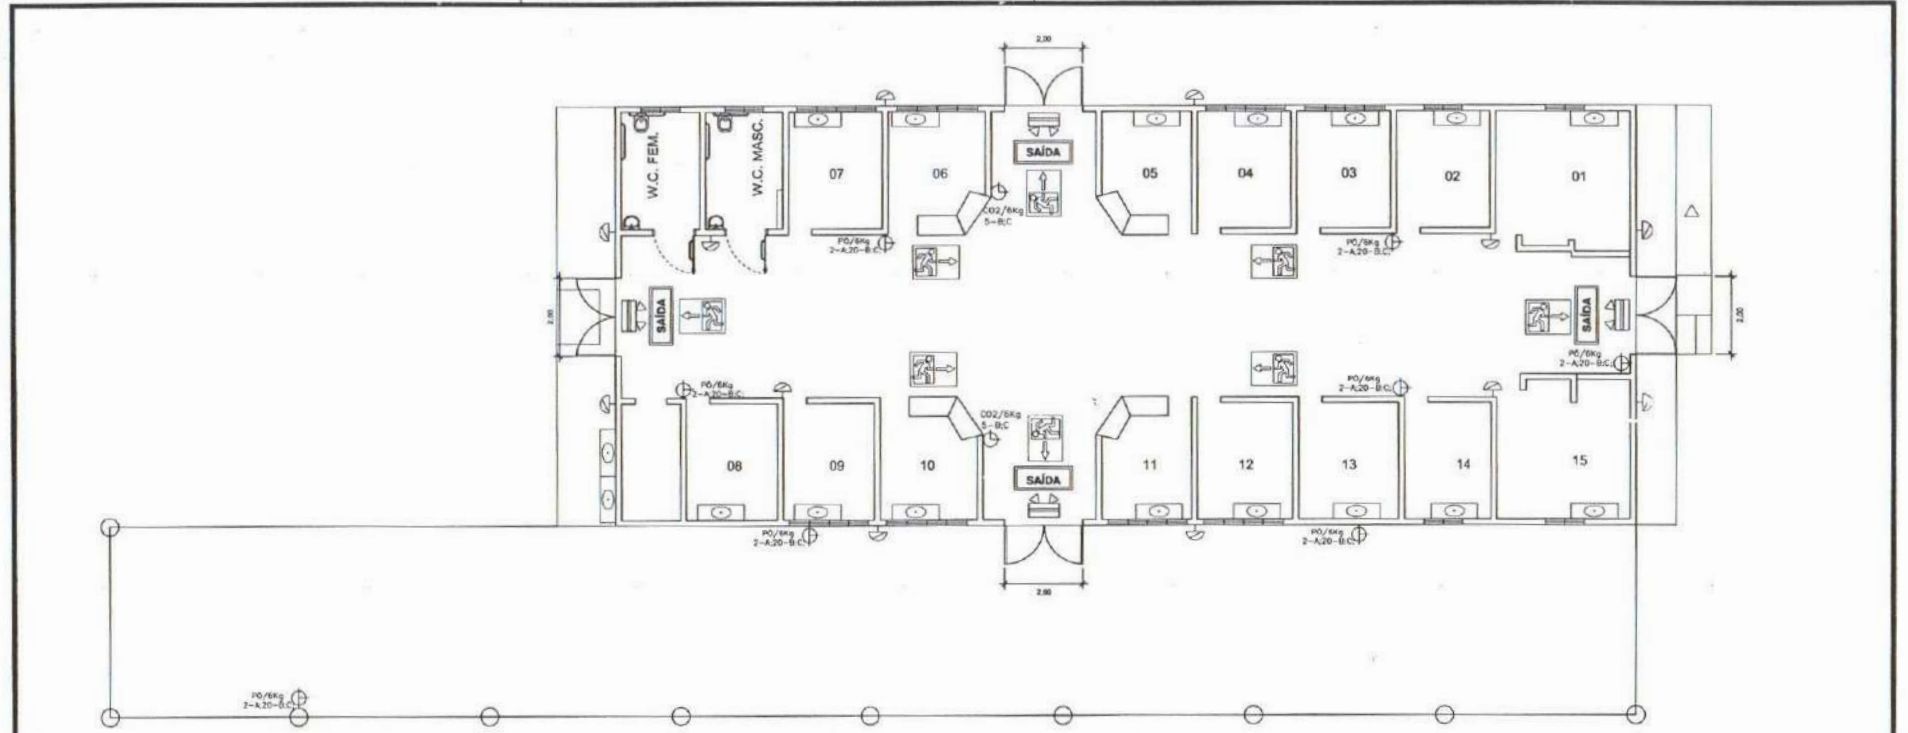 2,00
SAÍDA
W.C. FEM.
W.C. MASC.
07
06
05
04
03
02
01
CO2/6Kg
5-B:C
PÓ/6Kg
2-A;20-B:C;
PÓ/6Kg
2-A;20-B:C;
2,00
SAÍDA
SAÍDA
2,00
PÓ/6Kg
2-A;20-B:C;
PÓ/6Kg
2-A;20-B:C;
PÓ/6Kg
2-A;20-B:C;
CO2/6Kg
5-B:C
08
09
10
11
12
13
14
15
SAÍDA
PÓ/6Kg
2-A;20-B:C;
PÓ/6Kg
2-A;20-B:C;
2,00
PÓ/6Kg
2-A;20-B:C;